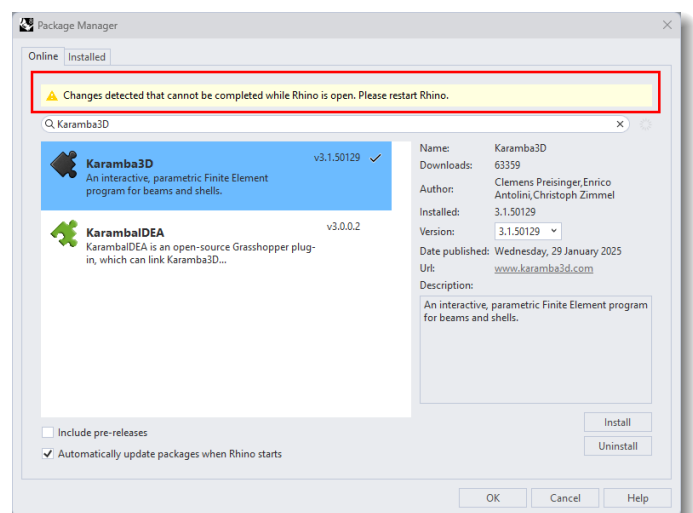 Package Manager
Online Installed
Changes detected that cannot be completed while Rhino is open. Please restart Rhino.
Karamba3D
Karamba3D v3.1.50129
An interactive, parametric Finite Element
program for beams and shells.
KarambaIDEA v3.0.0.2
KarambaIDEA is an open-source Grasshopper plug-
in, which can link Karamba3D...
Name: Karamba3D
Downloads: 63359
Author: Clemens Preisinger,Enrico
Antolini,Christoph Zimmel
Installed: 3.1.50129
Version: 3.1.50129
Date published: Wednesday, 29 January 2025
Url: www.karamba3d.com
Description:
An interactive, parametric Finite Element program
for beams and shells.
Include pre-releases
Automatically update packages when Rhino starts
Install
Uninstall
OK Cancel Help